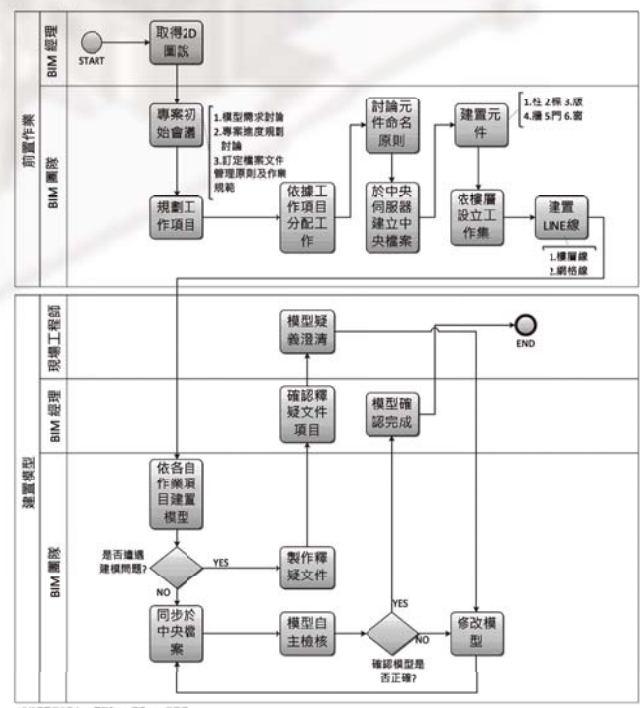 前置作業
BIM 經理
START
取得2D
圖說
BIM 團隊
專案初
始會議
1.模型需求討論
2.專案進度規劃
討論
3.訂定檔案文件
管理原則及作業
規範
規劃工
作項目
依據工
作項目
分配工
作
討論元
件命名
原則
於中央
伺服器
建立中
央檔案
建置元
件
1.柱 2樑 3.版
4.牆 5門 6.窗
依樓層
設立工
作集
建置
LINE線
1.樓層線
2.網格線
建置模型
現場工程師
模型疑
義澄清
END
BIM 經理
確認釋
疑文件
項目
模型確
認完成
BIM 團隊
依各自
作業項
目建置
模型
是否遭遇
建模問題?
YES
NO
製作釋
疑文件
同步於
中央檔
案
模型自
主檢核
YES
NO
確認模型是
否正確?
修改模
型